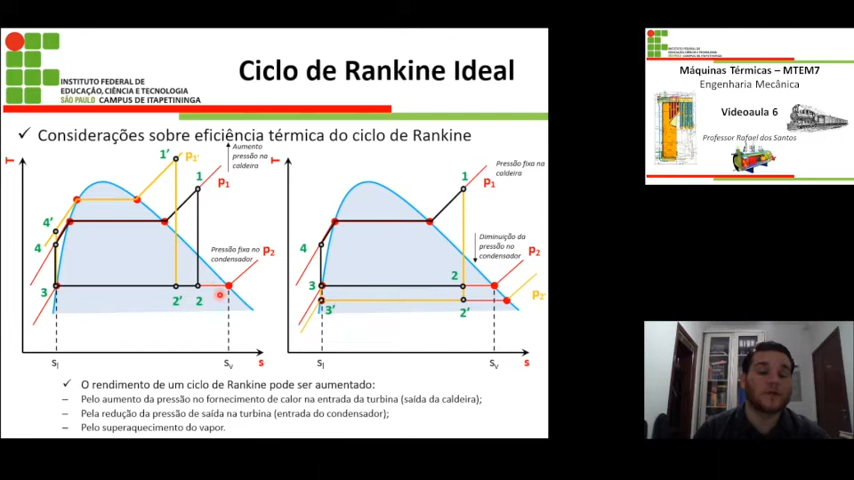 INSTITUTO FEDERAL DE
EDUCAÇÃO, CIÊNCIA E TECNOLOGIA
SÃO PAULO CAMPUS DE ITAPETININGA
Ciclo de Rankine Ideal
✓ Considerações sobre eficiência térmica do ciclo de Rankine
T
1'
p1'
Aumento
pressão na
caldeira
1
p1
4'
4
3
2'
2
Pressão fixa no
condensador
p2
sl
sv
s
T
Pressão fixa na
caldeira
1
p1
Diminuição da
pressão no
condensador
4
3
3'
2
2'
p2
p2'
sl
sv
s
✓ O rendimento de um ciclo de Rankine pode ser aumentado:
– Pelo aumento da pressão no fornecimento de calor na entrada da turbina (saída da caldeira);
– Pela redução da pressão de saída na turbina (entrada do condensador);
– Pelo superaquecimento do vapor.
Máquinas Térmicas – MTEM7
Engenharia Mecânica
Videoaula 6
Professor Rafael dos Santos